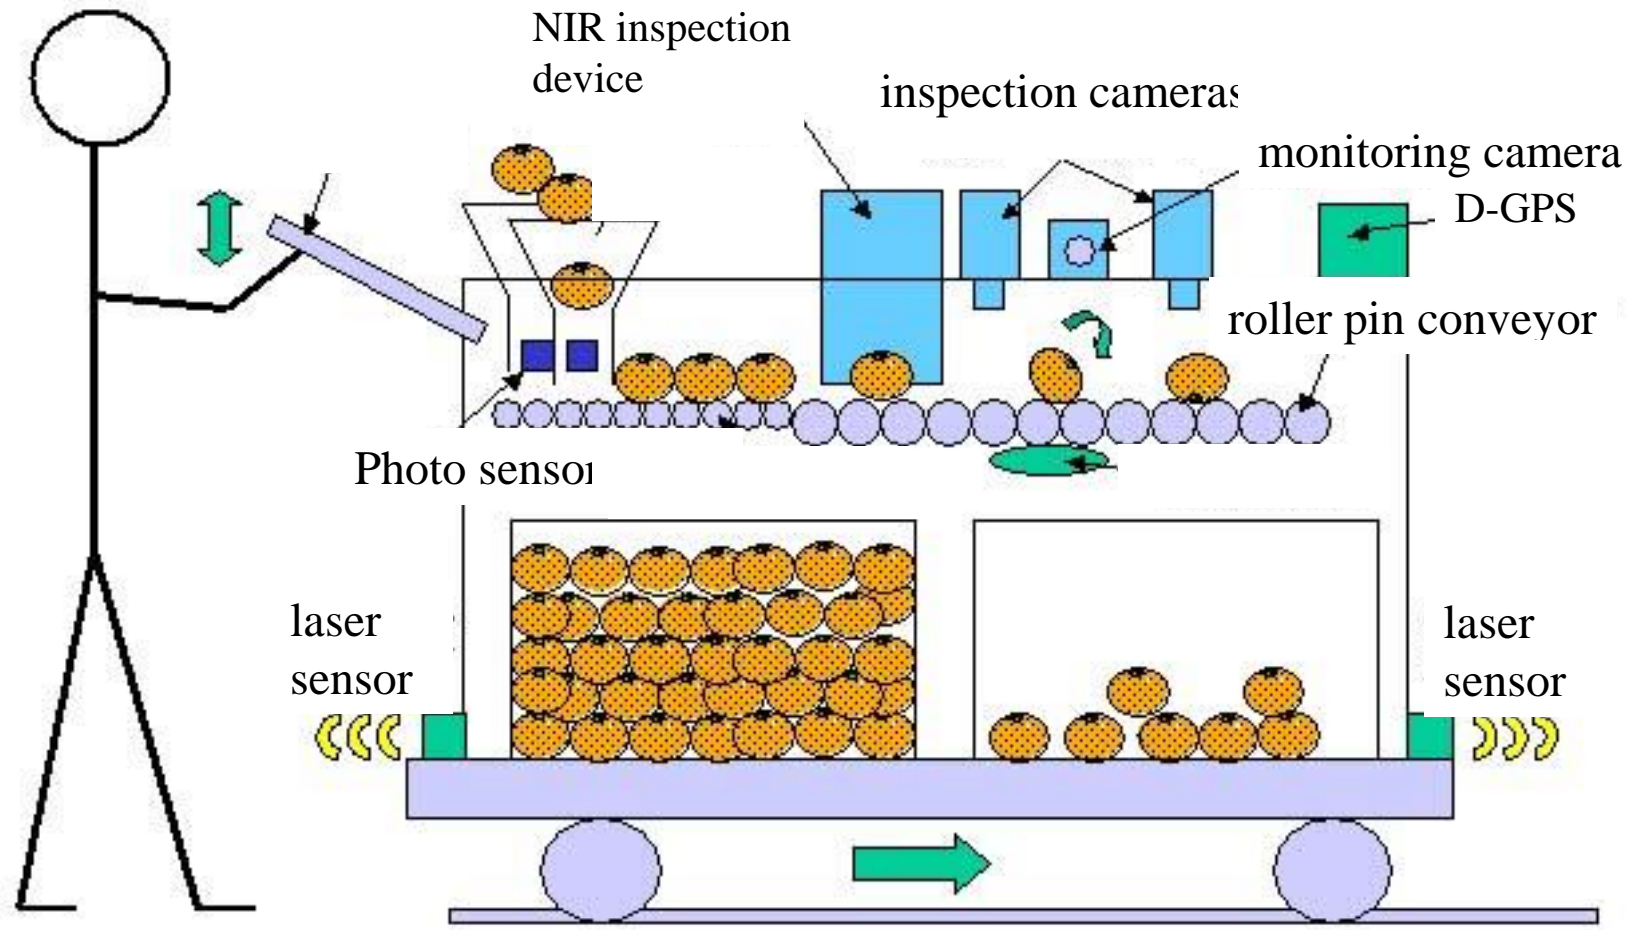 NIR inspection
device
inspection cameras
monitoring camera
D-GPS
roller pin conveyor
Photo sensor
laser
sensor
laser
sensor